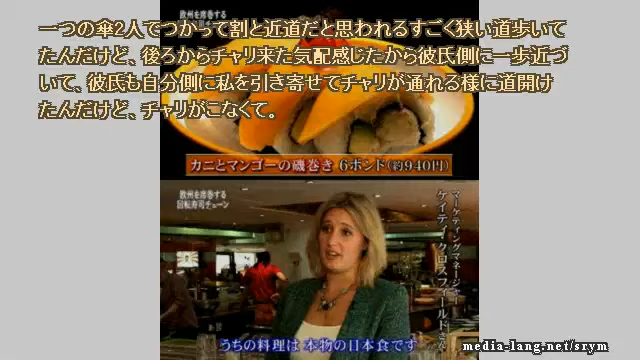 一つの傘2人でつかって割と近道だと思われるすごく狭い道歩いて
たんだけど、後ろからチャリ来た気配感じたから彼氏側に一歩近づ
いて、彼氏も自分側に私を引き寄せてチャリが通れる様に道開け
たんだけど、チャリがこなくて。
カニとマンゴーの磯巻き 6ポンド(約940円)
欧州を席巻する
回転寿司チェーン
マーケティングマネージャー
ケイティ・クロスフィールドさん
うちの料理は 本物の日本食です
media-lang.net/srym